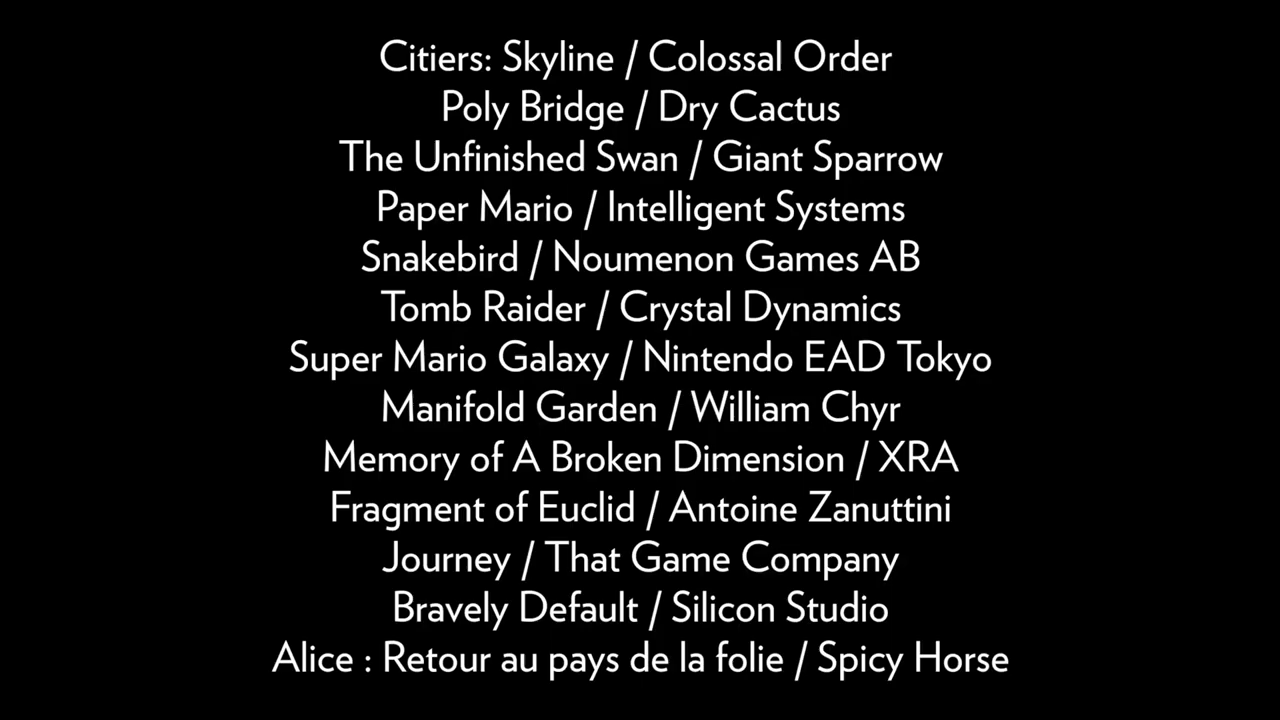 Citiers: Skyline / Colossal Order
Poly Bridge / Dry Cactus
The Unfinished Swan / Giant Sparrow
Paper Mario / Intelligent Systems
Snakebird / Noumenon Games AB
Tomb Raider / Crystal Dynamics
Super Mario Galaxy / Nintendo EAD Tokyo
Manifold Garden / William Chyr
Memory of A Broken Dimension / XRA
Fragment of Euclid / Antoine Zanuttini
Journey / That Game Company
Bravely Default / Silicon Studio
Alice : Retour au pays de la folie / Spicy Horse